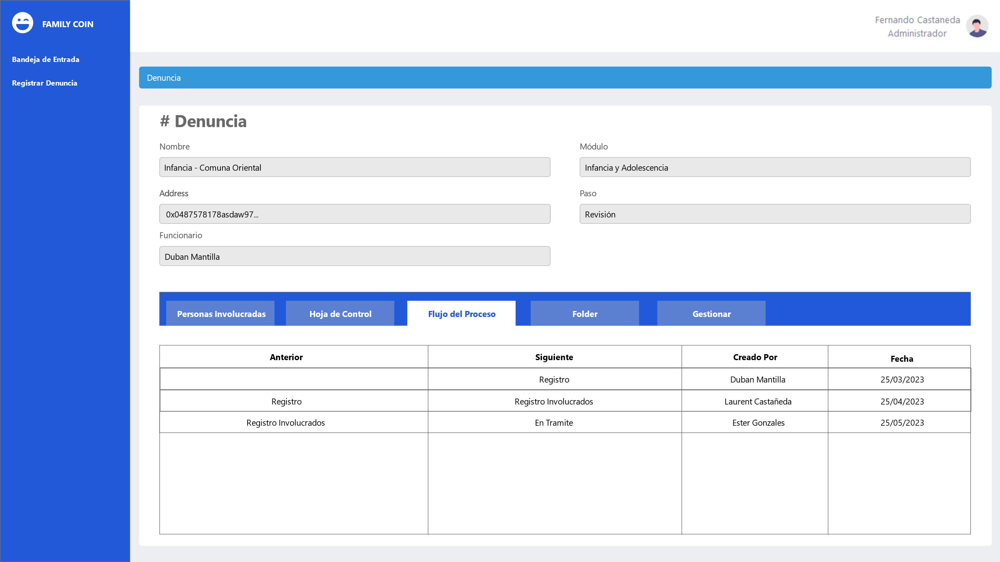 FAMILY COIN
Fernando Castaneda
Administrador
Bandeja de Entrada
Registrar Denuncia
Denuncia
# Denuncia
Nombre
Módulo
Infancia - Comuna Oriental
Infancia y Adolescencia
Address
Paso
0x0487578178asdaw97...
Revisión
Funcionario
Duban Mantilla
Personas Involucradas
Hoja de Control
Flujo del Proceso
Folder
Gestionar
Anterior Siguiente Creado Por Fecha
Registro Duban Mantilla 25/03/2023
Registro Registro Involucrados Laurent Castañeda 25/04/2023
Registro Involucrados En Tramite Ester Gonzales 25/05/2023